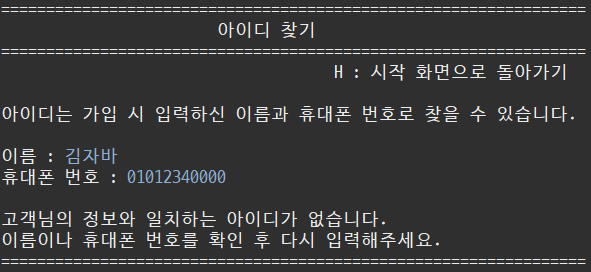 =================================================================
아이디 찾기
=================================================================
H : 시작 화면으로 돌아가기
아이디는 가입 시 입력하신 이름과 휴대폰 번호로 찾을 수 있습니다.
이름 : 김자바
휴대폰 번호 : 01012340000
고객님의 정보와 일치하는 아이디가 없습니다.
이름이나 휴대폰 번호를 확인 후 다시 입력해주세요.
=================================================================